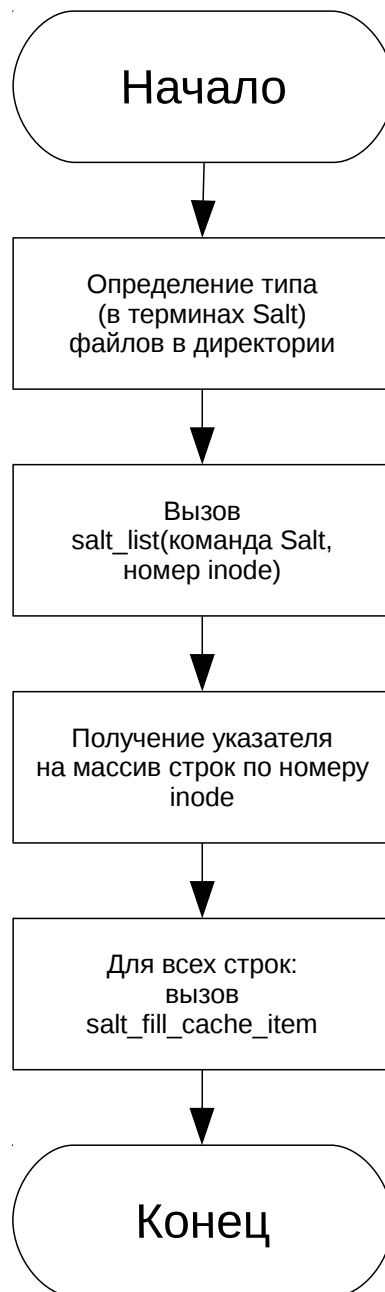 Начало
Определение типа
(в терминах Salt)
файлов в директории
Вызов
salt_list(команда Salt,
номер inode)
Получение указателя
на массив строк по номеру
inode
Для всех строк:
вызов
salt_fill_cache_item
Конец